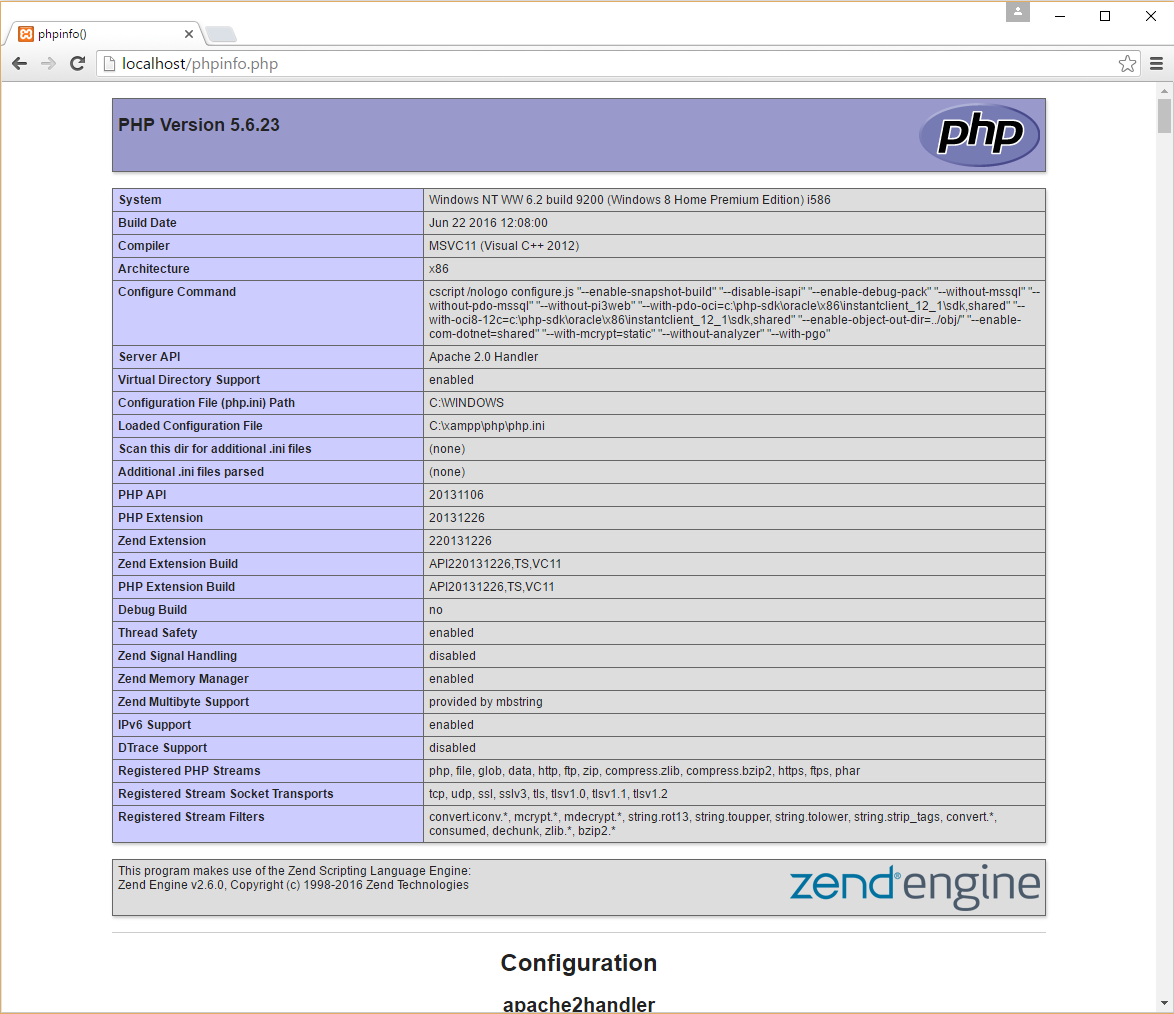 phpinfo()
localhost/phpinfo.php
PHP Version 5.6.23
php
System Windows NT WW 6.2 build 9200 (Windows 8 Home Premium Edition) i586
Build Date Jun 22 2016 12:08:00
Compiler MSVC11 (Visual C++ 2012)
Architecture x86
Configure Command cscript /nologo configure.js "--enable-snapshot-build" "--disable-isapi" "--enable-debug-pack" "--without-mssql" "--
without-pdo-mssql" "--without-pi3web" "--with-pdo-oci=c:\php-sdk\oracle\x86\instantclient_12_1\sdk,shared" "--
with-oci8-12c=c:\php-sdk\oracle\x86\instantclient_12_1\sdk,shared" "--enable-object-out-dir=../obj/" "--enable-
com-dotnet=shared" "--with-mcrypt=static" "--without-analyzer" "--with-pgo"
Server API Apache 2.0 Handler
Virtual Directory Support enabled
Configuration File (php.ini) Path C:\WINDOWS
Loaded Configuration File C:\xampp\php\php.ini
Scan this dir for additional .ini files (none)
Additional .ini files parsed (none)
PHP API 20131106
PHP Extension 20131226
Zend Extension 220131226
Zend Extension Build API220131226,TS,VC11
PHP Extension Build API20131226,TS,VC11
Debug Build no
Thread Safety enabled
Zend Signal Handling disabled
Zend Memory Manager enabled
Zend Multibyte Support provided by mbstring
IPv6 Support enabled
DTrace Support disabled
Registered PHP Streams php, file, glob, data, http, ftp, zip, compress.zlib, compress.bzip2, https, ftps, phar
Registered Stream Socket Transports tcp, udp, ssl, sslv3, tls, tlsv1.0, tlsv1.1, tlsv1.2
Registered Stream Filters convert.iconv.*, mcrypt.*, mdecrypt.*, string.rot13, string.toupper, string.tolower, string.strip_tags, convert.*,
consumed, dechunk, zlib.*, bzip2.*
This program makes use of the Zend Scripting Language Engine:
Zend Engine v2.6.0, Copyright (c) 1998-2016 Zend Technologies
zend® engine
Configuration
apache2handler